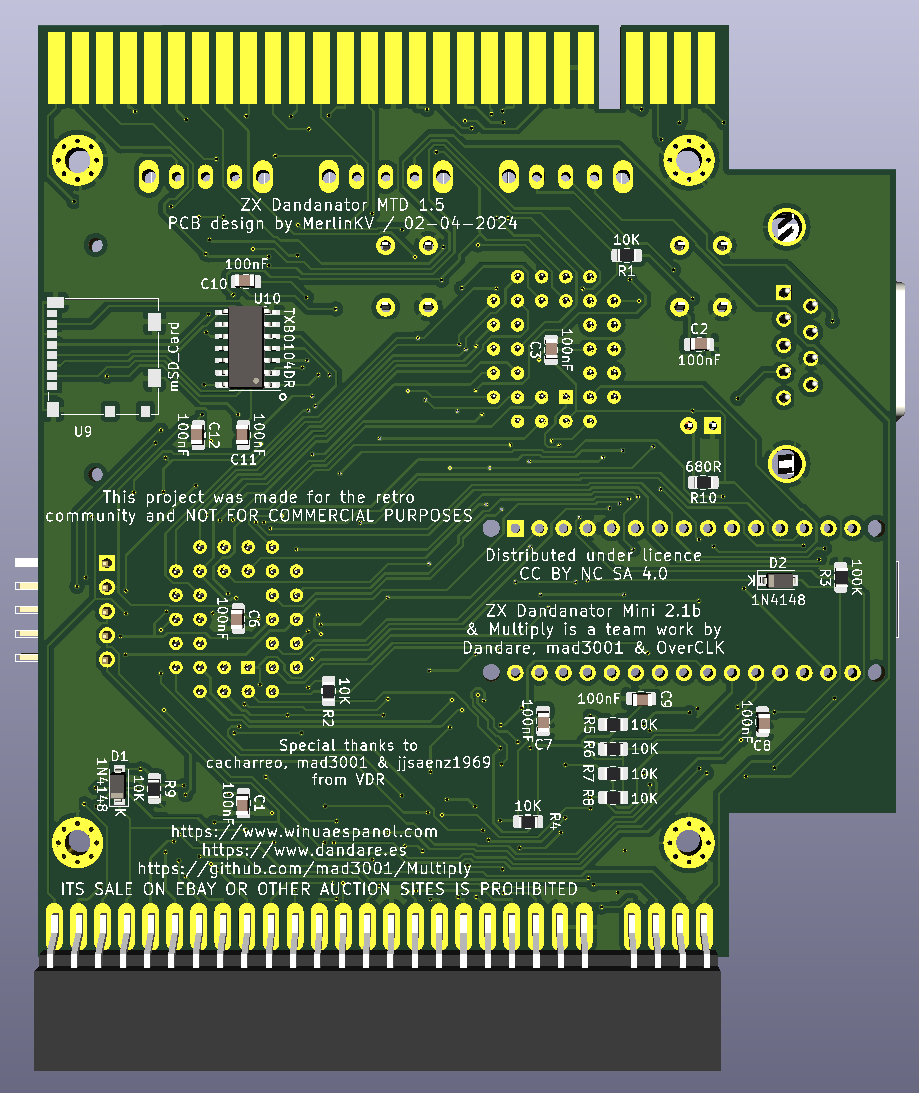 ZX Dandanator MTD 1.5
PCB design by MerlinKV / 02-04-2024
10K
R1
100nF
C10
U10
TXB0104DR
mSD_Card
U9
C3
100nF
C2
100nF
100nF
C12
100nF
C11
680R
R10
This project was made for the retro
community and NOT FOR COMMERCIAL PURPOSES
Distributed under licence
CC BY NC SA 4.0
D2
K
1N4148
R3
100K
ZX Dandanator Mini 2.1b
& Multiply is a team work by
Dandare, mad3001 & OverCLK
100nF
C6
10K
R2
100nF
C9
100nF
C7
R5
10K
R6
10K
R7
10K
R8
10K
100nF
C8
Special thanks to
cacharreo, mad3001 & jjsaenz1969
from VDR
D1
1N4148
K
10K
R9
100nF
C1
10K
R4
https://www.winuaespanol.com
https://www.dandare.es
https://github.com/mad3001/Multiply
ITS SALE ON EBAY OR OTHER AUCTION SITES IS PROHIBITED